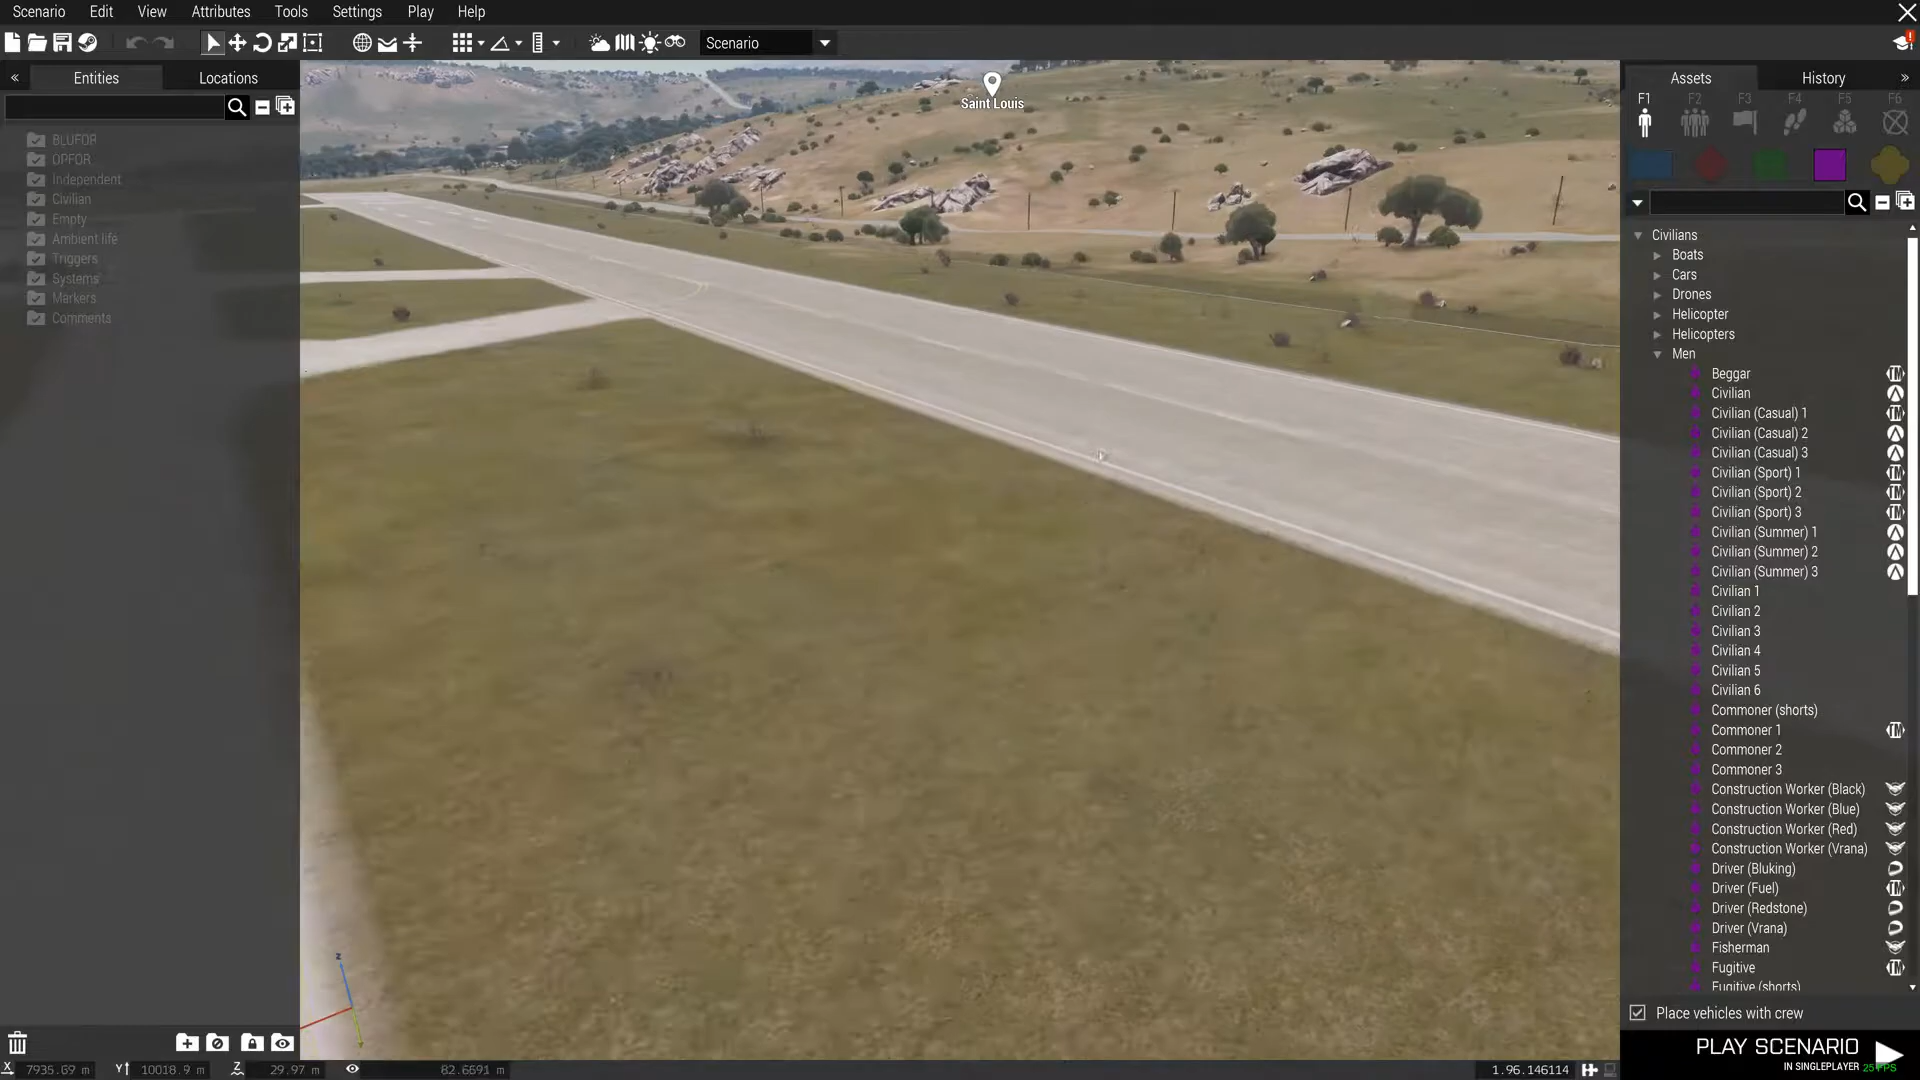 Scenario Edit View Attributes Tools Settings Play Help
Scenario
Entities Locations
BLUFOR
OPFOR
Independent
Civilian
Empty
Ambient life
Triggers
Systems
Markers
Comments
Saint Louis
Assets History
F1 F2 F3 F4 F5 F6
Civilians
Boats
Cars
Drones
Helicopter
Helicopters
Men
Beggar
Civilian
Civilian (Casual) 1
Civilian (Casual) 2
Civilian (Casual) 3
Civilian (Sport) 1
Civilian (Sport) 2
Civilian (Sport) 3
Civilian (Summer) 1
Civilian (Summer) 2
Civilian (Summer) 3
Civilian 1
Civilian 2
Civilian 3
Civilian 4
Civilian 5
Civilian 6
Commoner (shorts)
Commoner 1
Commoner 2
Commoner 3
Construction Worker (Black)
Construction Worker (Blue)
Construction Worker (Red)
Construction Worker (Vrana)
Driver (Bluking)
Driver (Fuel)
Driver (Redstone)
Driver (Vrana)
Fisherman
Fugitive
Fugitive (shorts)
Place vehicles with crew
PLAY SCENARIO
IN SINGLEPLAYER 25 FPS
X 7935.69 m Y 10018.9 m Z 29.97 m 82.6691 m 1.96.146114